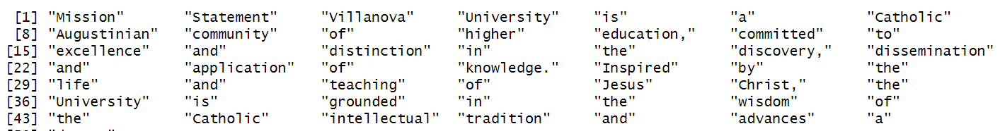 [1] "Mission" "Statement" "Villanova" "University" "is" "a" "Catholic"
[8] "Augustinian" "community" "of" "higher" "education," "committed" "to"
[15] "excellence" "and" "distinction" "in" "the" "discovery," "dissemination"
[22] "and" "application" "of" "knowledge." "Inspired" "by" "the"
[29] "life" "and" "teaching" "of" "Jesus" "Christ," "the"
[36] "University" "is" "grounded" "in" "the" "wisdom" "of"
[43] "the" "Catholic" "intellectual" "tradition" "and" "advances" "a"